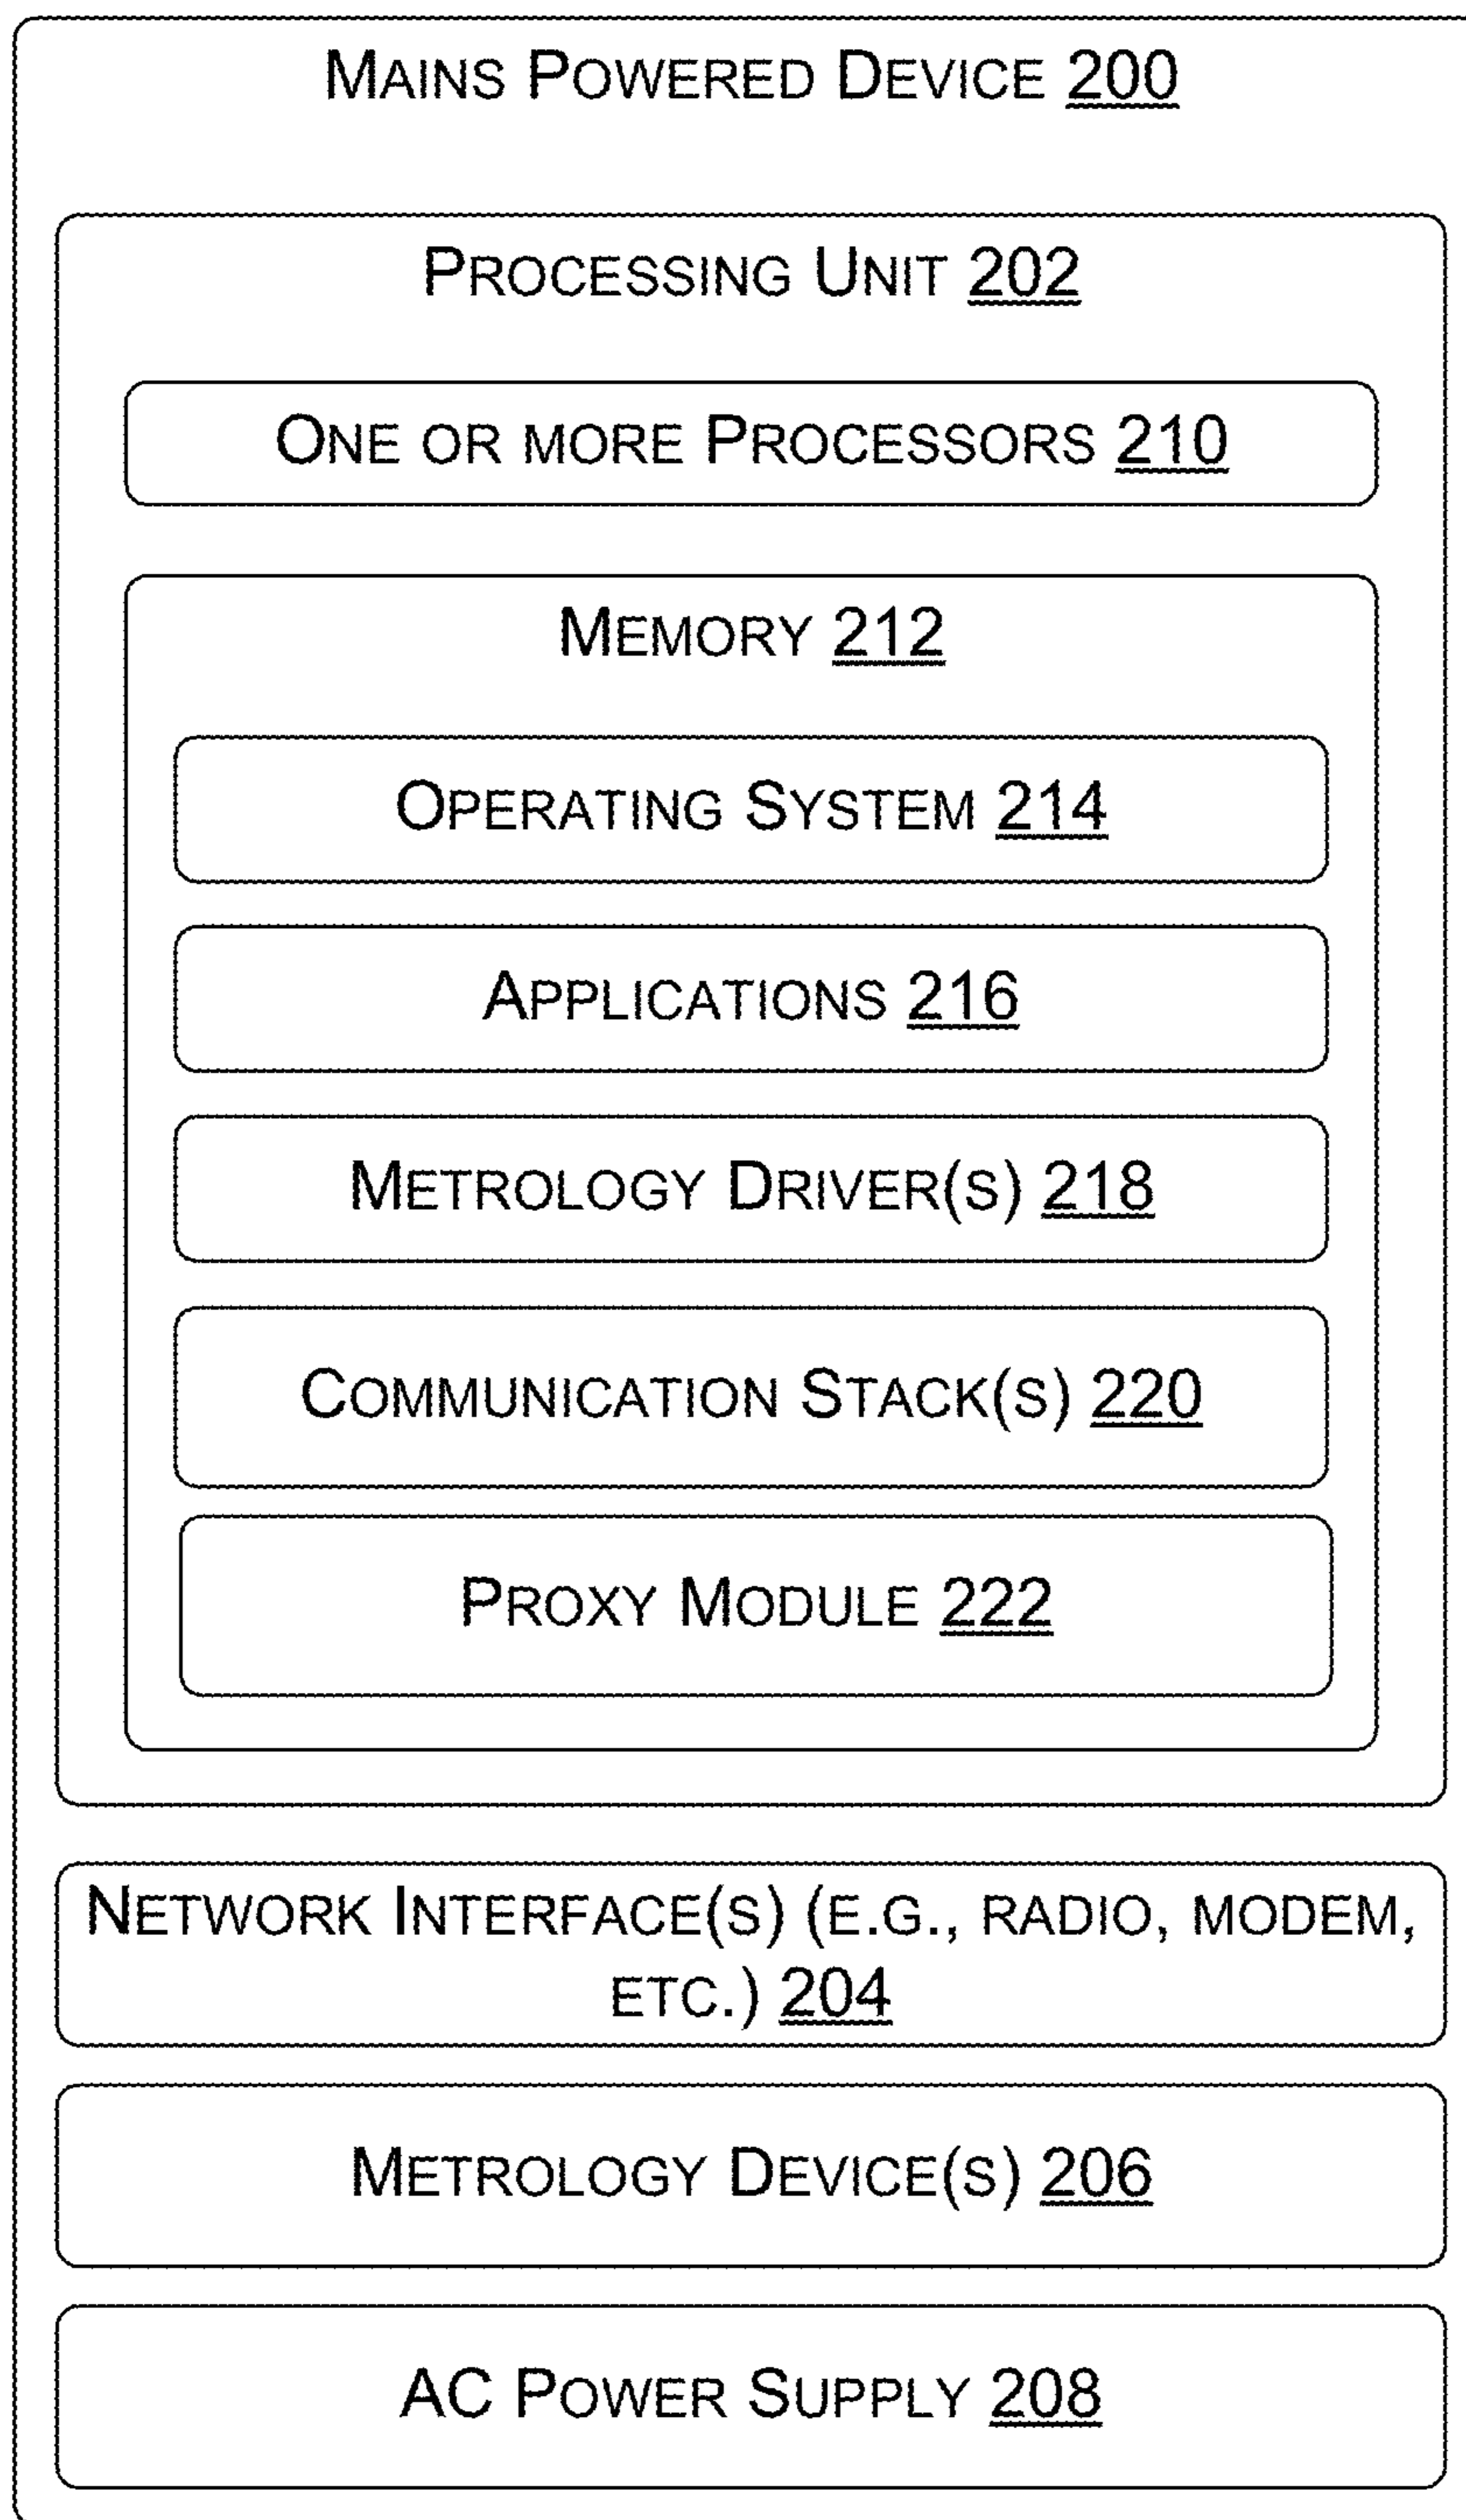 MAINS POWERED DEVICE 200
PROCESSING UNIT 202
ONE OR MORE PROCESSORS 210
MEMORY 212
OPERATING SYSTEM 214
APPLICATIONS 216
METROLOGY DRIVER(S) 218
COMMUNICATION STACK(S) 220
PROXY MODULE 222
NETWORK INTERFACE(S) (E.G., RADIO, MODEM,
ETC.) 204
METROLOGY DEVICE(S) 206
AC POWER SUPPLY 208